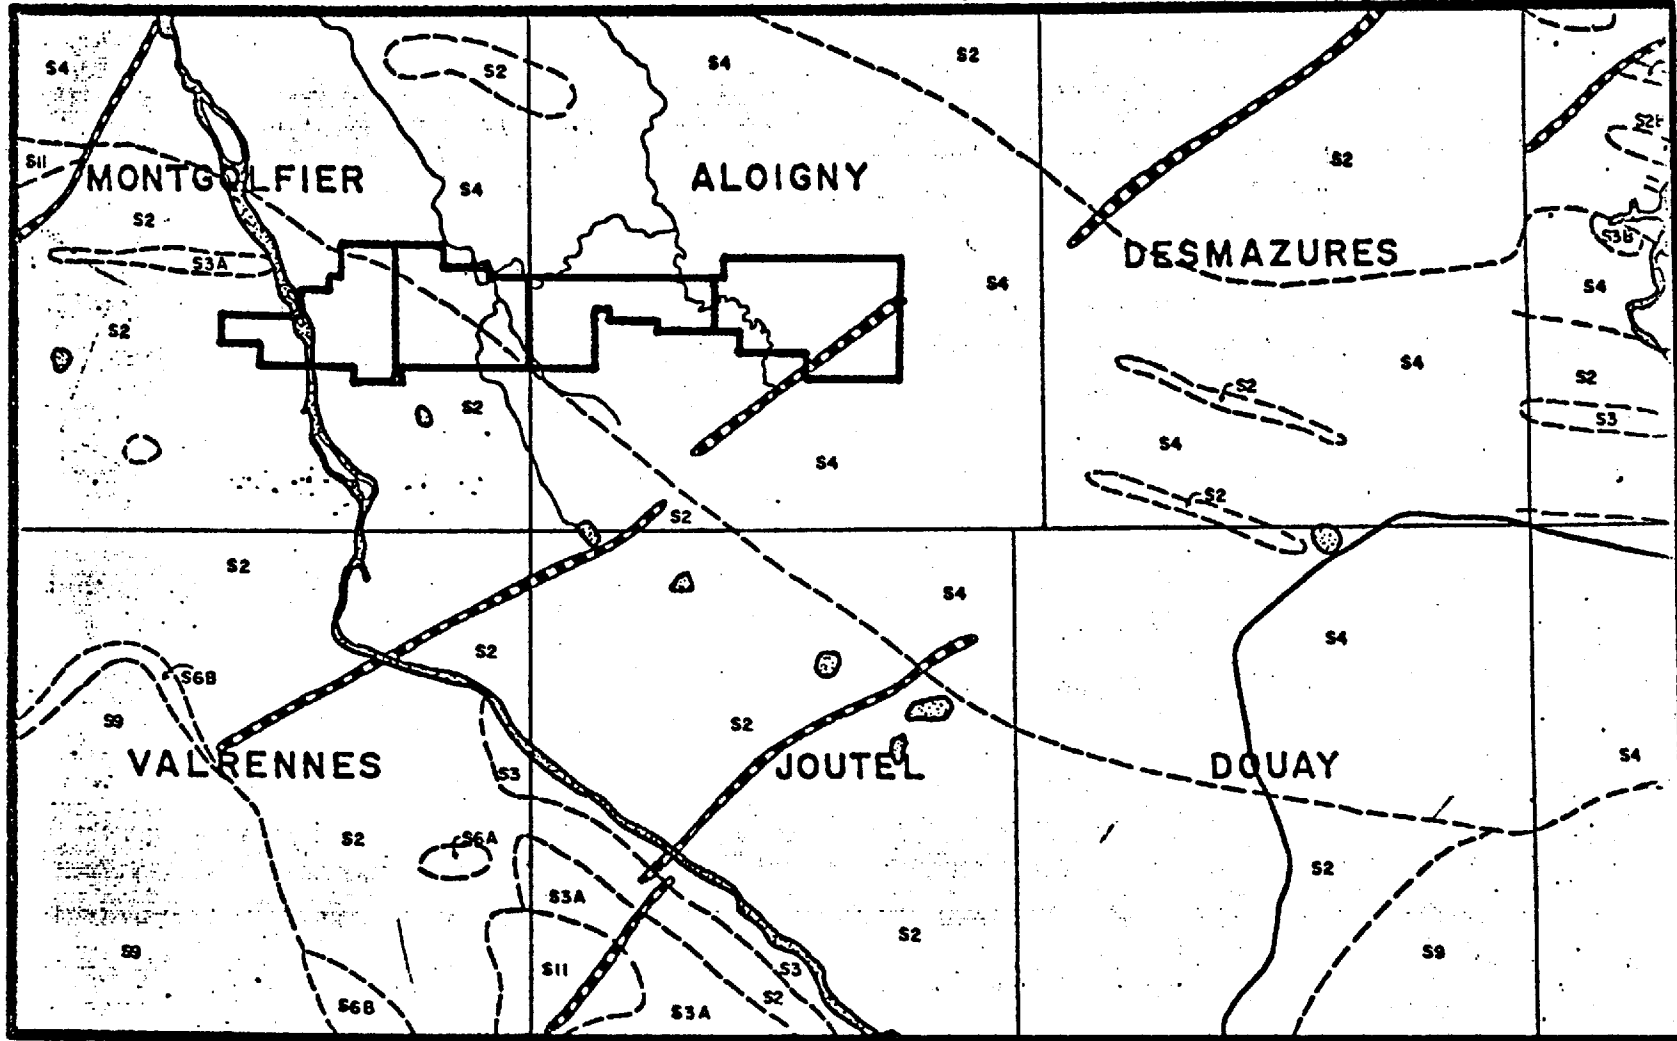 S4
S2
S4
S2
S11
MONTGOLFIER
S4
ALOIGNY
S2
S2
S3A
DESMAZURES
S3B
S4
S4
S2
S4
S2
S2
S2
S3
S4
S4
S2
S2
S2
S4
S4
S2
S6B
S9
S2
VALRENNES
S3
JOUTEL
DOUAY
S4
S2
S6A
S2
S3A
S2
S9
S9
S11
S3
S2
S6B
S3A